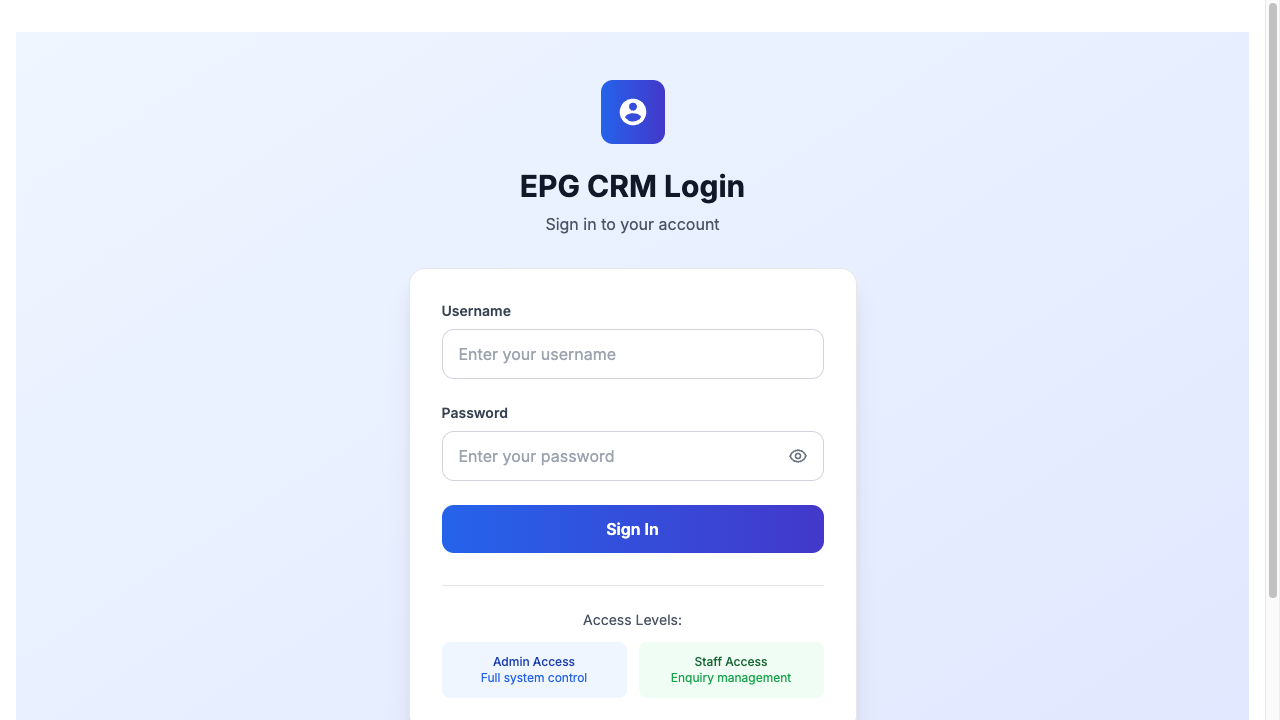 EPG CRM Login
Sign in to your account
Username
Enter your username
Password
Enter your password
Sign In
Access Levels:
Admin Access
Full system control
Staff Access
Enquiry management